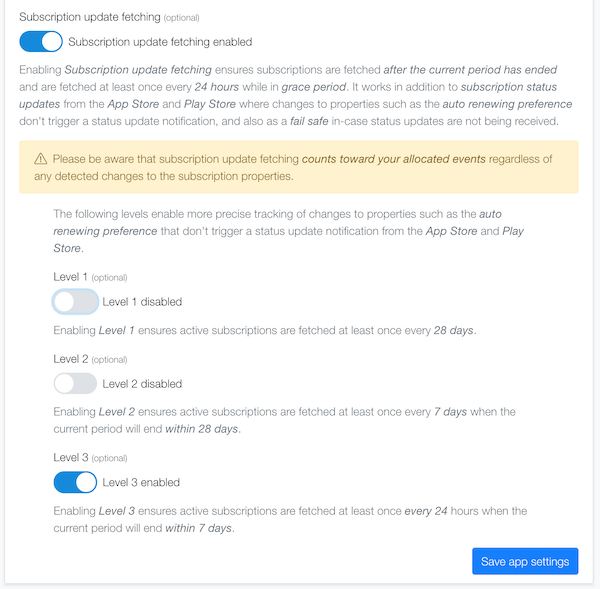 Subscription update fetching (optional)
Subscription update fetching enabled
Enabling Subscription update fetching ensures subscriptions are fetched after the current period has ended
and are fetched at least once every 24 hours while in grace period. It works in addition to subscription status
updates from the App Store and Play Store where changes to properties such as the auto renewing preference
don't trigger a status update notification, and also as a fail safe in-case status updates are not being received.
Please be aware that subscription update fetching counts toward your allocated events regardless of
any detected changes to the subscription properties.
The following levels enable more precise tracking of changes to properties such as the auto
renewing preference that don't trigger a status update notification from the App Store and Play
Store.
Level 1 (optional)
Level 1 disabled
Enabling Level 1 ensures active subscriptions are fetched at least once every 28 days.
Level 2 (optional)
Level 2 disabled
Enabling Level 2 ensures active subscriptions are fetched at least once every 7 days when the
current period will end within 28 days.
Level 3 (optional)
Level 3 enabled
Enabling Level 3 ensures active subscriptions are fetched at least once every 24 hours when the
current period will end within 7 days.
Save app settings